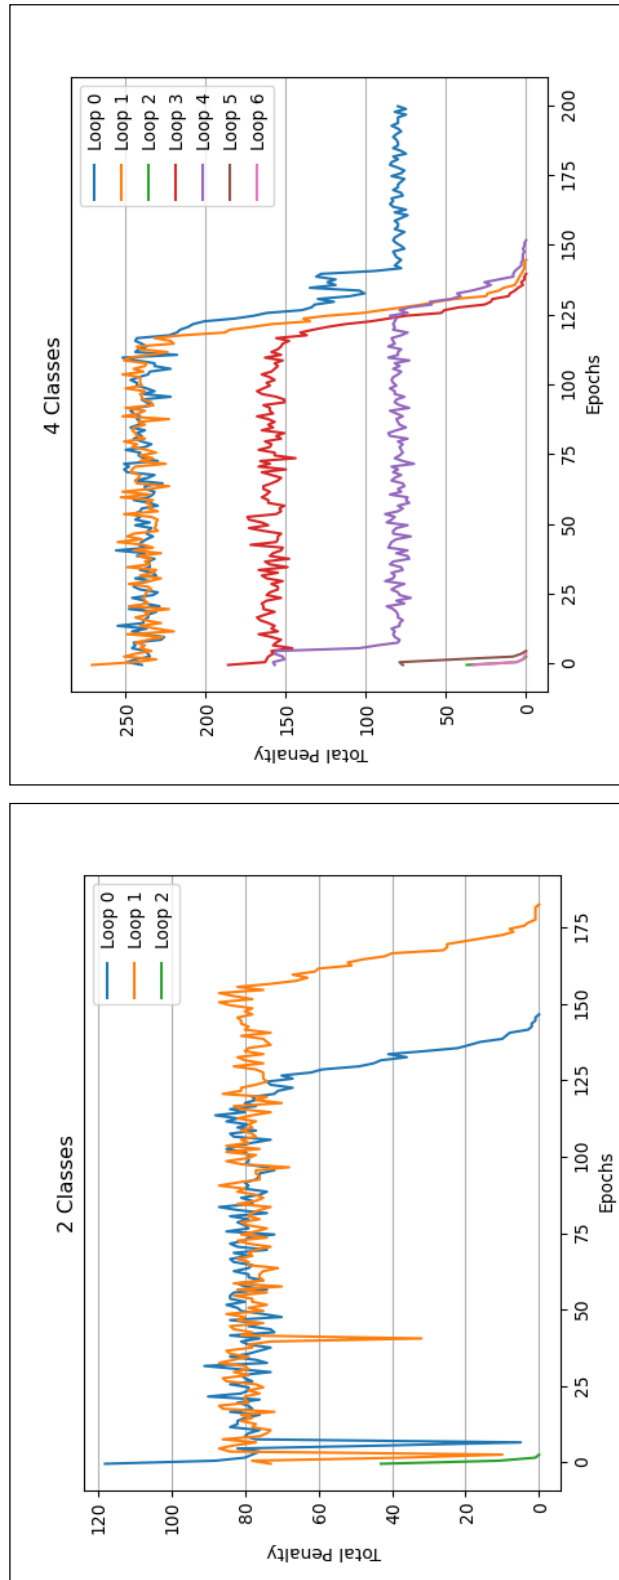 2 Classes
Total Penalty
120
100
80
60
40
20
0
0
25
50
75
100
125
150
175
Epochs
Loop 0
Loop 1
Loop 2
4 Classes
Total Penalty
250
200
150
100
50
0
0
25
50
75
100
125
150
175
200
Epochs
Loop 0
Loop 1
Loop 2
Loop 3
Loop 4
Loop 5
Loop 6